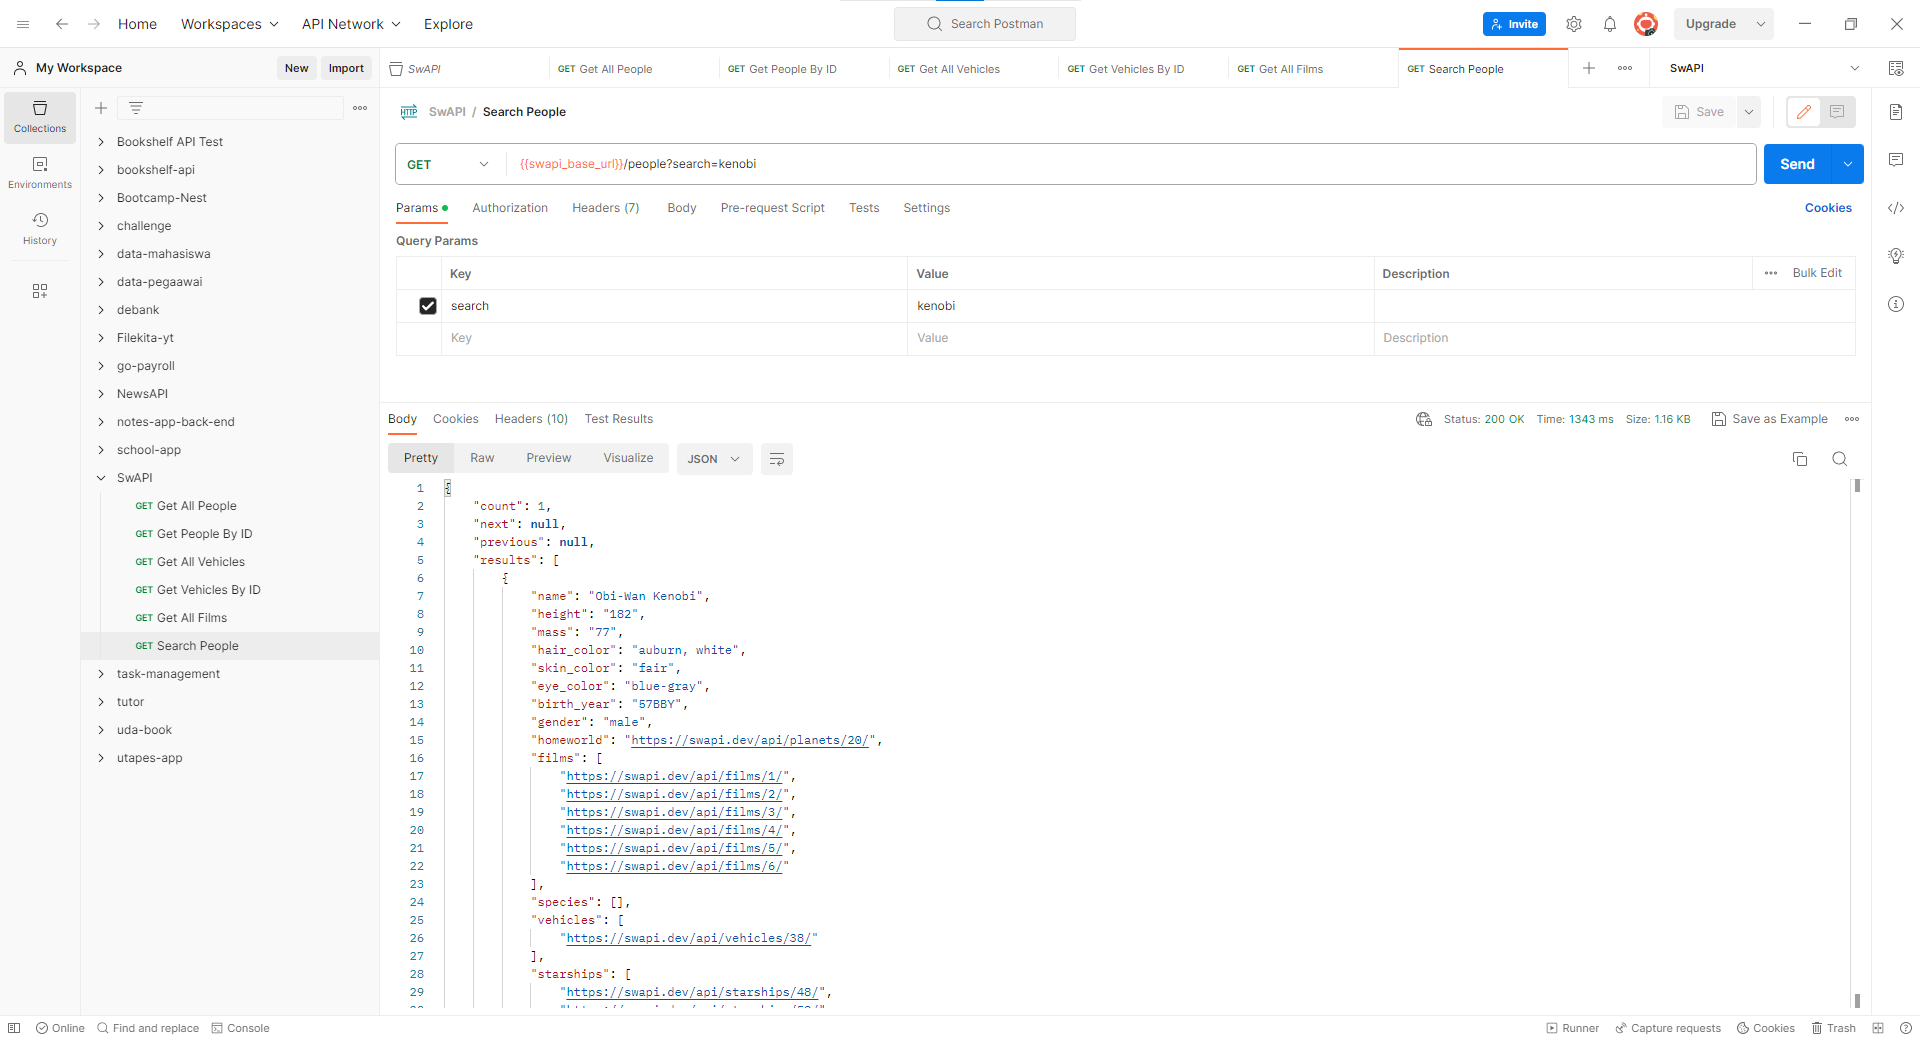 Home
Workspaces
API Network
Explore
Search Postman
Invite
Upgrade
My Workspace
New
Import
SwAPI
GET Get All People
GET Get People By ID
GET Get All Vehicles
GET Get Vehicles By ID
GET Get All Films
GET Search People
SwAPI
Collections
Environments
History
Bookshelf API Test
bookshelf-api
Bootcamp-Nest
challenge
data-mahasiswa
data-pegaawai
debank
Filekita-yt
go-payroll
NewsAPI
notes-app-back-end
school-app
SwAPI
GET Get All People
GET Get People By ID
GET Get All Vehicles
GET Get Vehicles By ID
GET Get All Films
GET Search People
task-management
tutor
uda-book
utapes-app
HTTP SwAPI / Search People
Save
GET {{swapi_base_url}}/people?search=kenobi
Send
Params Authorization Headers (7) Body Pre-request Script Tests Settings
Cookies
Query Params
Key Value Description Bulk Edit
search kenobi
Key Value Description
Body Cookies Headers (10) Test Results
Status: 200 OK Time: 1343 ms Size: 1.16 KB Save as Example
Pretty Raw Preview Visualize JSON
1 {
2 "count": 1,
3 "next": null,
4 "previous": null,
5 "results": [
6 {
7 "name": "Obi-Wan Kenobi",
8 "height": "182",
9 "mass": "77",
10 "hair_color": "auburn, white",
11 "skin_color": "fair",
12 "eye_color": "blue-gray",
13 "birth_year": "57BBY",
14 "gender": "male",
15 "homeworld": "https://swapi.dev/api/planets/20/",
16 "films": [
17 "https://swapi.dev/api/films/1/",
18 "https://swapi.dev/api/films/2/",
19 "https://swapi.dev/api/films/3/",
20 "https://swapi.dev/api/films/4/",
21 "https://swapi.dev/api/films/5/",
22 "https://swapi.dev/api/films/6/"
23 ],
24 "species": [],
25 "vehicles": [
26 "https://swapi.dev/api/vehicles/38/"
27 ],
28 "starships": [
29 "https://swapi.dev/api/starships/48/",
Online Find and replace Console
Runner Capture requests Cookies Trash